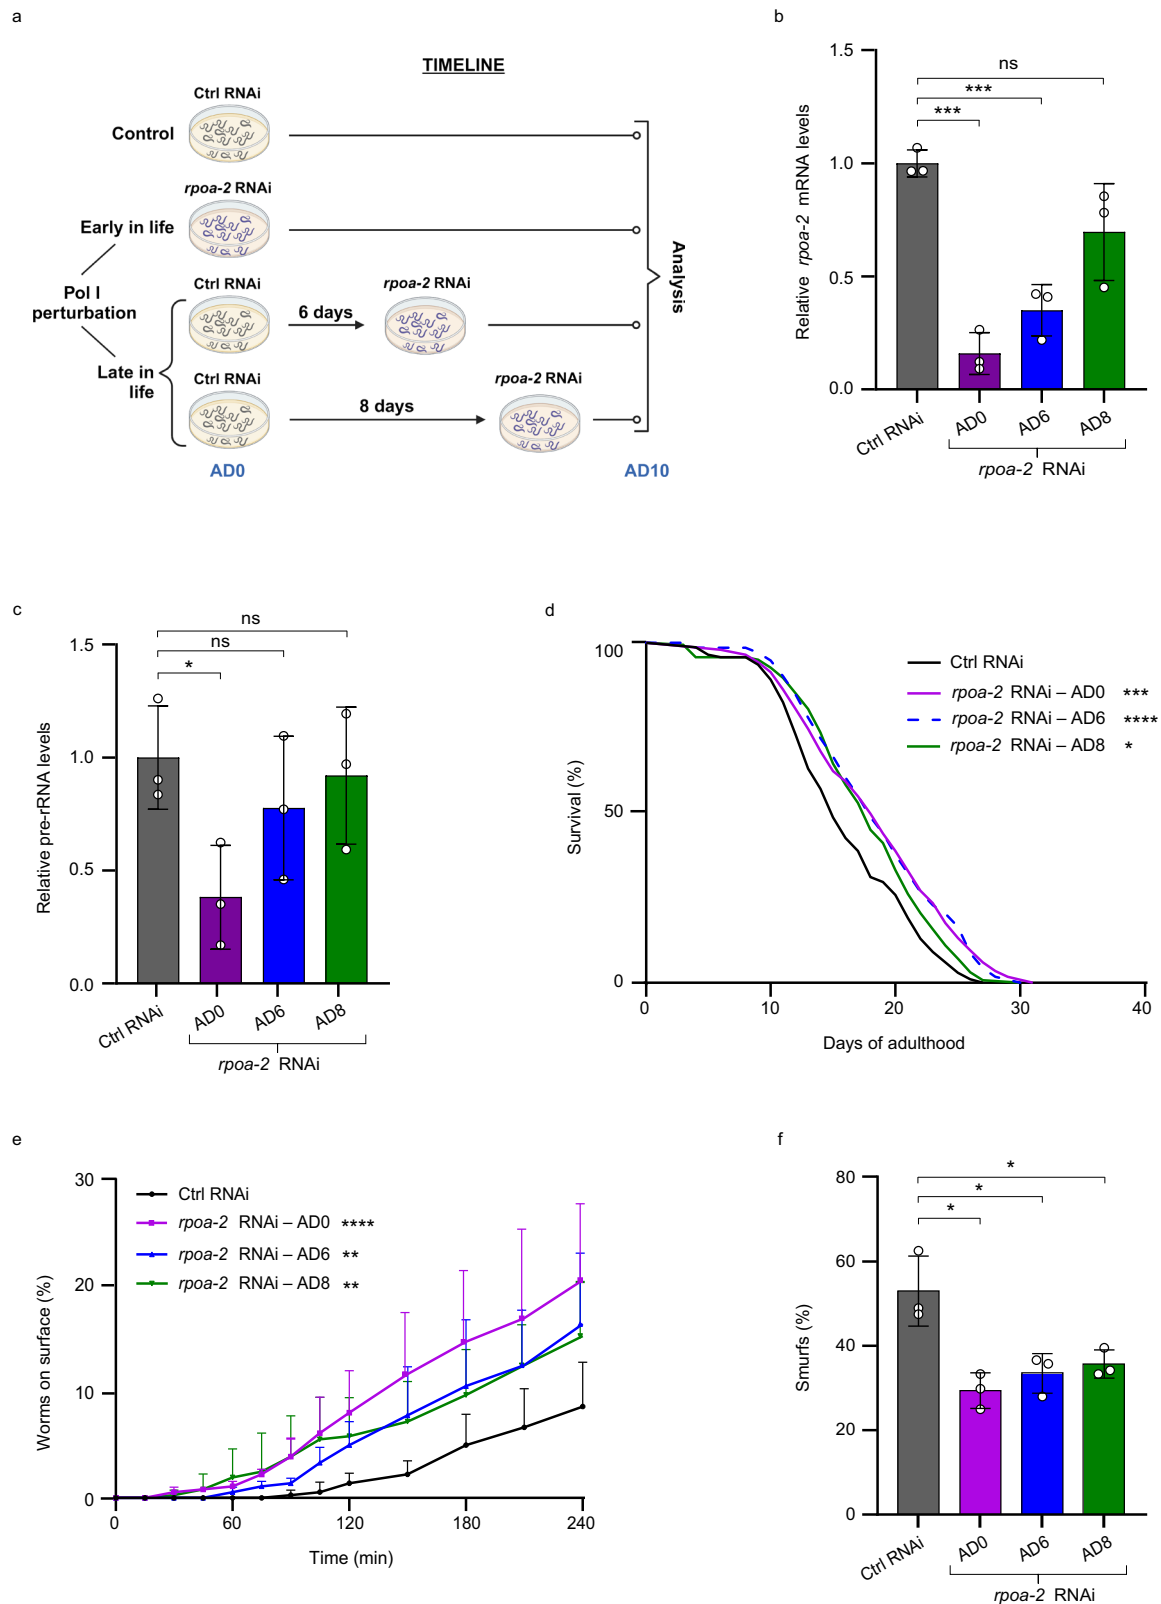 a
TIMELINE
Ctrl RNAi
Control
rpoa-2 RNAi
Early in life
Pol I
perturbation
Ctrl RNAi
6 days
rpoa-2 RNAi
Late in
life
Ctrl RNAi
8 days
rpoa-2 RNAi
AD0
AD10
Analysis
b
Relative rpoa-2 mRNA levels
1.5
1.0
0.5
0.0
ns
***
***
Ctrl RNAi
AD0
AD6
AD8
rpoa-2 RNAi
c
Relative pre-rRNA levels
1.5
1.0
0.5
0.0
ns
ns
*
Ctrl RNAi
AD0
AD6
AD8
rpoa-2 RNAi
d
Survival (%)
100
50
0
Ctrl RNAi
rpoa-2 RNAi – AD0 ***
rpoa-2 RNAi – AD6 ****
rpoa-2 RNAi – AD8 *
0 10 20 30 40
Days of adulthood
e
Worms on surface (%)
30
20
10
0
Ctrl RNAi
rpoa-2 RNAi – AD0 ****
rpoa-2 RNAi – AD6 **
rpoa-2 RNAi – AD8 **
0 60 120 180 240
Time (min)
f
Smurfs (%)
80
60
40
20
0
*
*
*
Ctrl RNAi
AD0
AD6
AD8
rpoa-2 RNAi